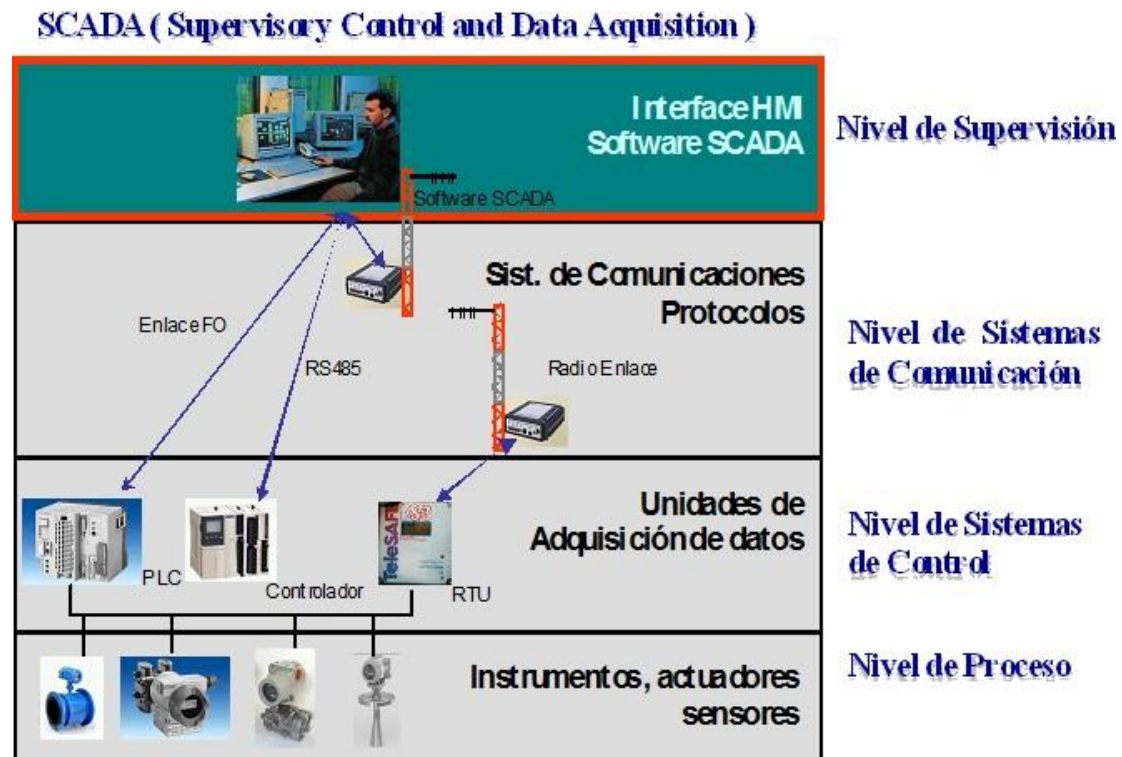 SCADA ( Supervisory Control and Data Acquisition )
Interface HMI
Software SCADA
Nivel de Supervisión
Software SCADA
Sist. de Comunicaciones
Protocolos
Enlace FO
RS485
Radio Enlace
Nivel de Sistemas
de Comunicación
Unidades de
Adquisición de datos
Nivel de Sistemas
de Control
TeleSAFE
PLC
Controlador
RTU
Instrumentos, actuadores
sensores
Nivel de Proceso